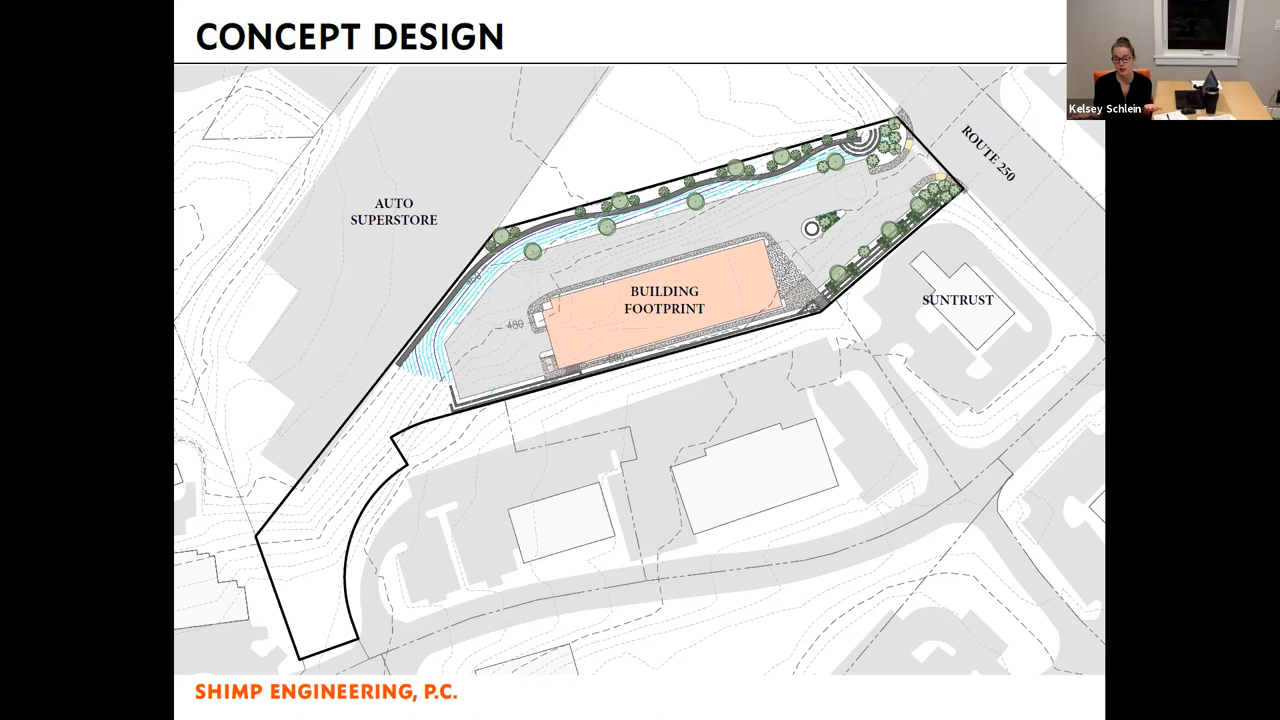 CONCEPT DESIGN
Kelsey Schlein
ROUTE 250
AUTO
SUPERSTORE
BUILDING
FOOTPRINT
SUNTRUST
480
SHIMP ENGINEERING, P.C.